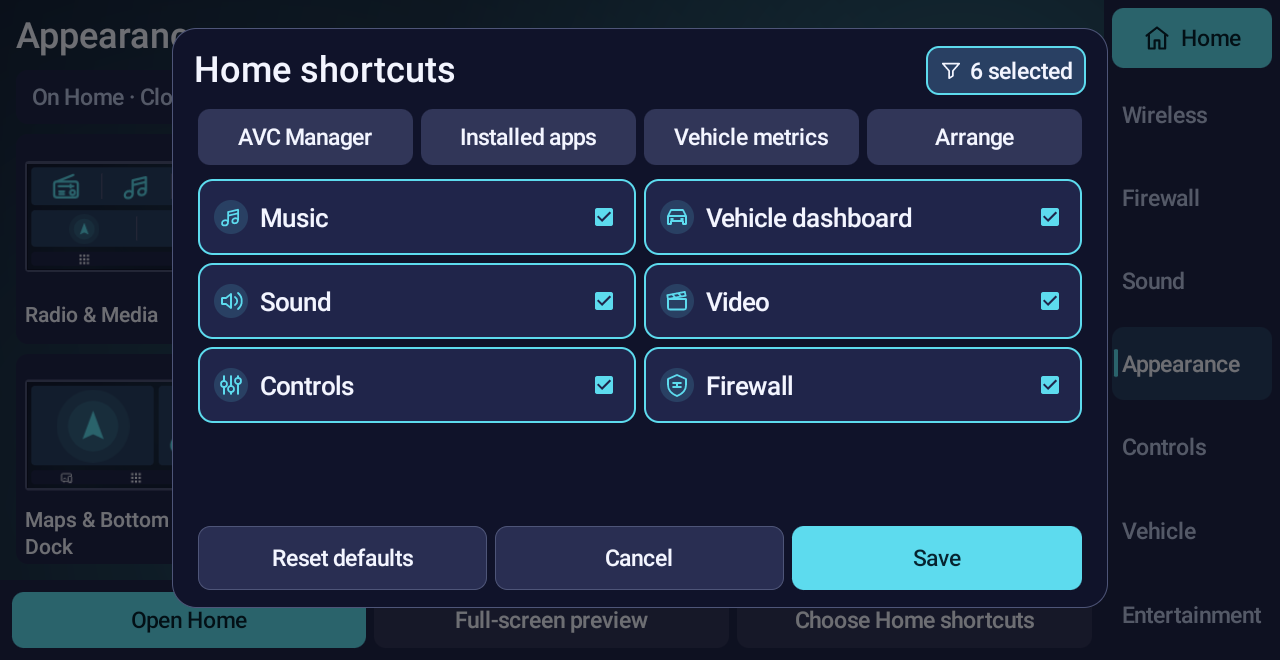 Appearanc
Home shortcuts
6 selected
Home
On Home · Clo
AVC Manager
Installed apps
Vehicle metrics
Arrange
Wireless
Music
Vehicle dashboard
Firewall
Sound
Video
Sound
Radio & Media
Controls
Firewall
Appearance
Controls
Maps & Bottom
Dock
Reset defaults
Cancel
Save
Vehicle
Open Home
Full-screen preview
Choose Home shortcuts
Entertainment